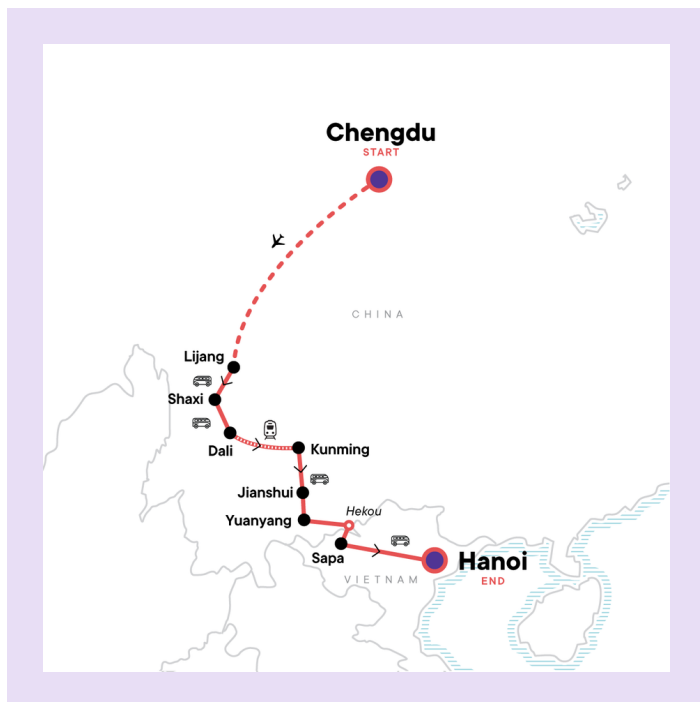 Chengdu
START
CHINA
Lijang
Shaxi
Dali
Kunming
Jianshui
Hekou
Yuanyang
Sapa
Hanoi
END
VIETNAM